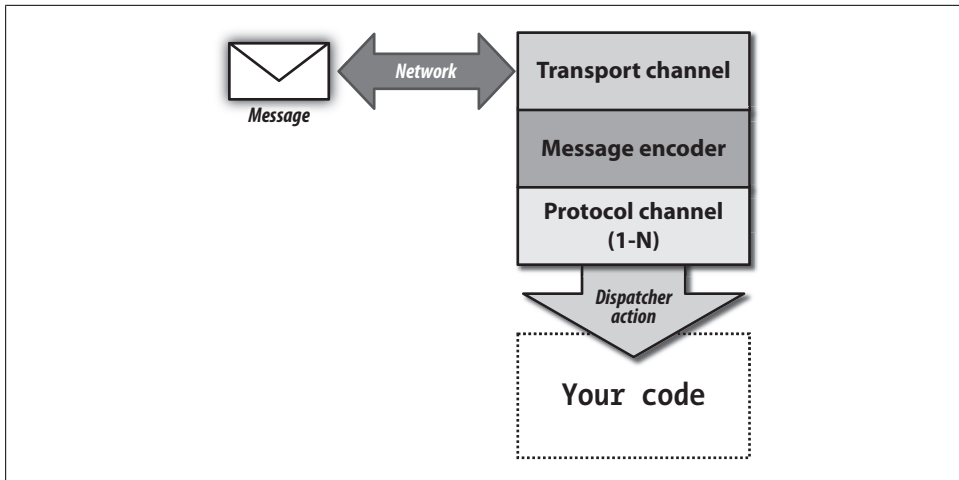 Network
Transport channel
Message
Message encoder
Protocol channel
(1-N)
Dispatcher
action
Your code